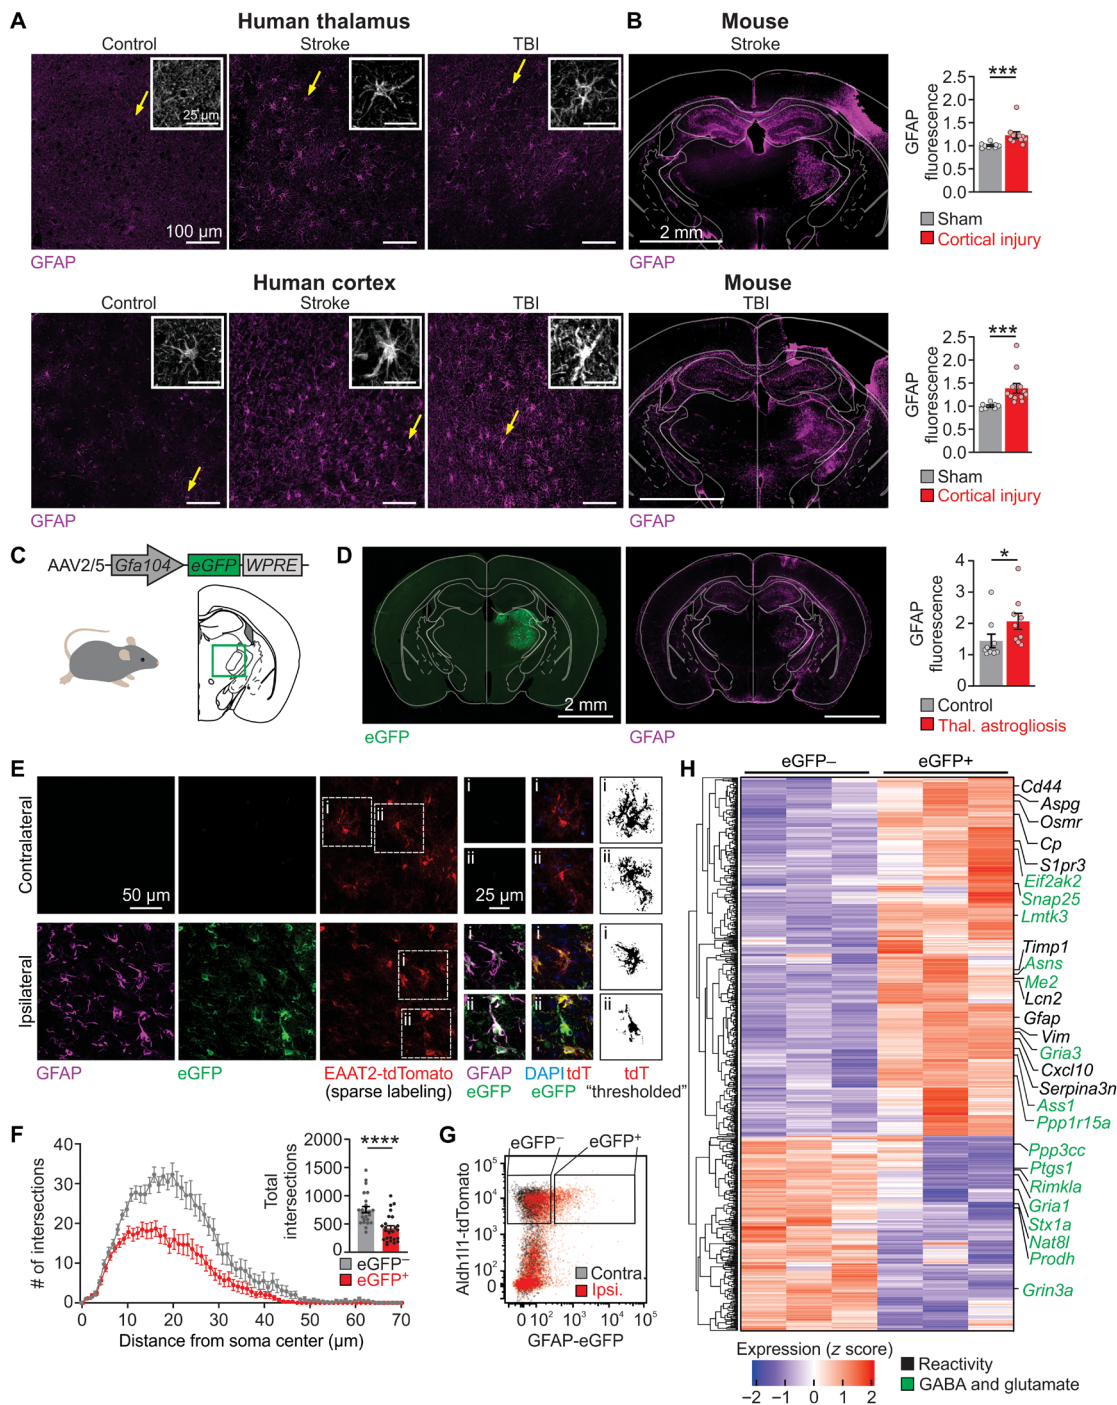 A
Human thalamus
Control
Stroke
TBI
25 µm
100 µm
GFAP
Human cortex
Control
Stroke
TBI
GFAP
B
Mouse
Stroke
2 mm
GFAP
GFAP
fluorescence
2.5
2.0
1.5
1.0
0.5
0.0
***
Sham
Cortical injury
Mouse
TBI
GFAP
GFAP
fluorescence
2.5
2.0
1.5
1.0
0.5
0.0
***
Sham
Cortical injury
C
AAV2/5
Gfa104
eGFP
WPRE
D
2 mm
eGFP
GFAP
GFAP
fluorescence
4
3
2
1
0
*
Control
Thal. astrogliosis
E
Contralateral
50 µm
i
ii
i
ii
25 µm
i
ii
i
ii
Ipsilateral
i
ii
i
ii
i
ii
i
ii
GFAP
eGFP
EAAT2-tdTomato
(sparse labeling)
GFAP
eGFP
DAPI tdT
eGFP
tdT
“thresholded”
F
# of intersections
40
30
20
10
0
0 10 20 30 40 50 60 70
Distance from soma center (µm)
Total
intersections
2000
1500
1000
500
0
****
eGFP–
eGFP+
G
eGFP–
eGFP+
Aldh1l1-tdTomato
10⁵
10⁴
10³
10²
0
Contra.
Ipsi.
0 10² 10³ 10⁴ 10⁵
GFAP-eGFP
H
eGFP–
eGFP+
Cd44
Aspg
Osmr
Cp
S1pr3
Eif2ak2
Snap25
Lmtk3
Timp1
Asns
Me2
Lcn2
Gfap
Vim
Gria3
Cxcl10
Serpina3n
Ass1
Ppp1r15a
Ppp3cc
Ptgs1
Rimkla
Gria1
Stx1a
Nat8l
Prodh
Grin3a
Expression (z score)
−2 −1 0 1 2
Reactivity
GABA and glutamate